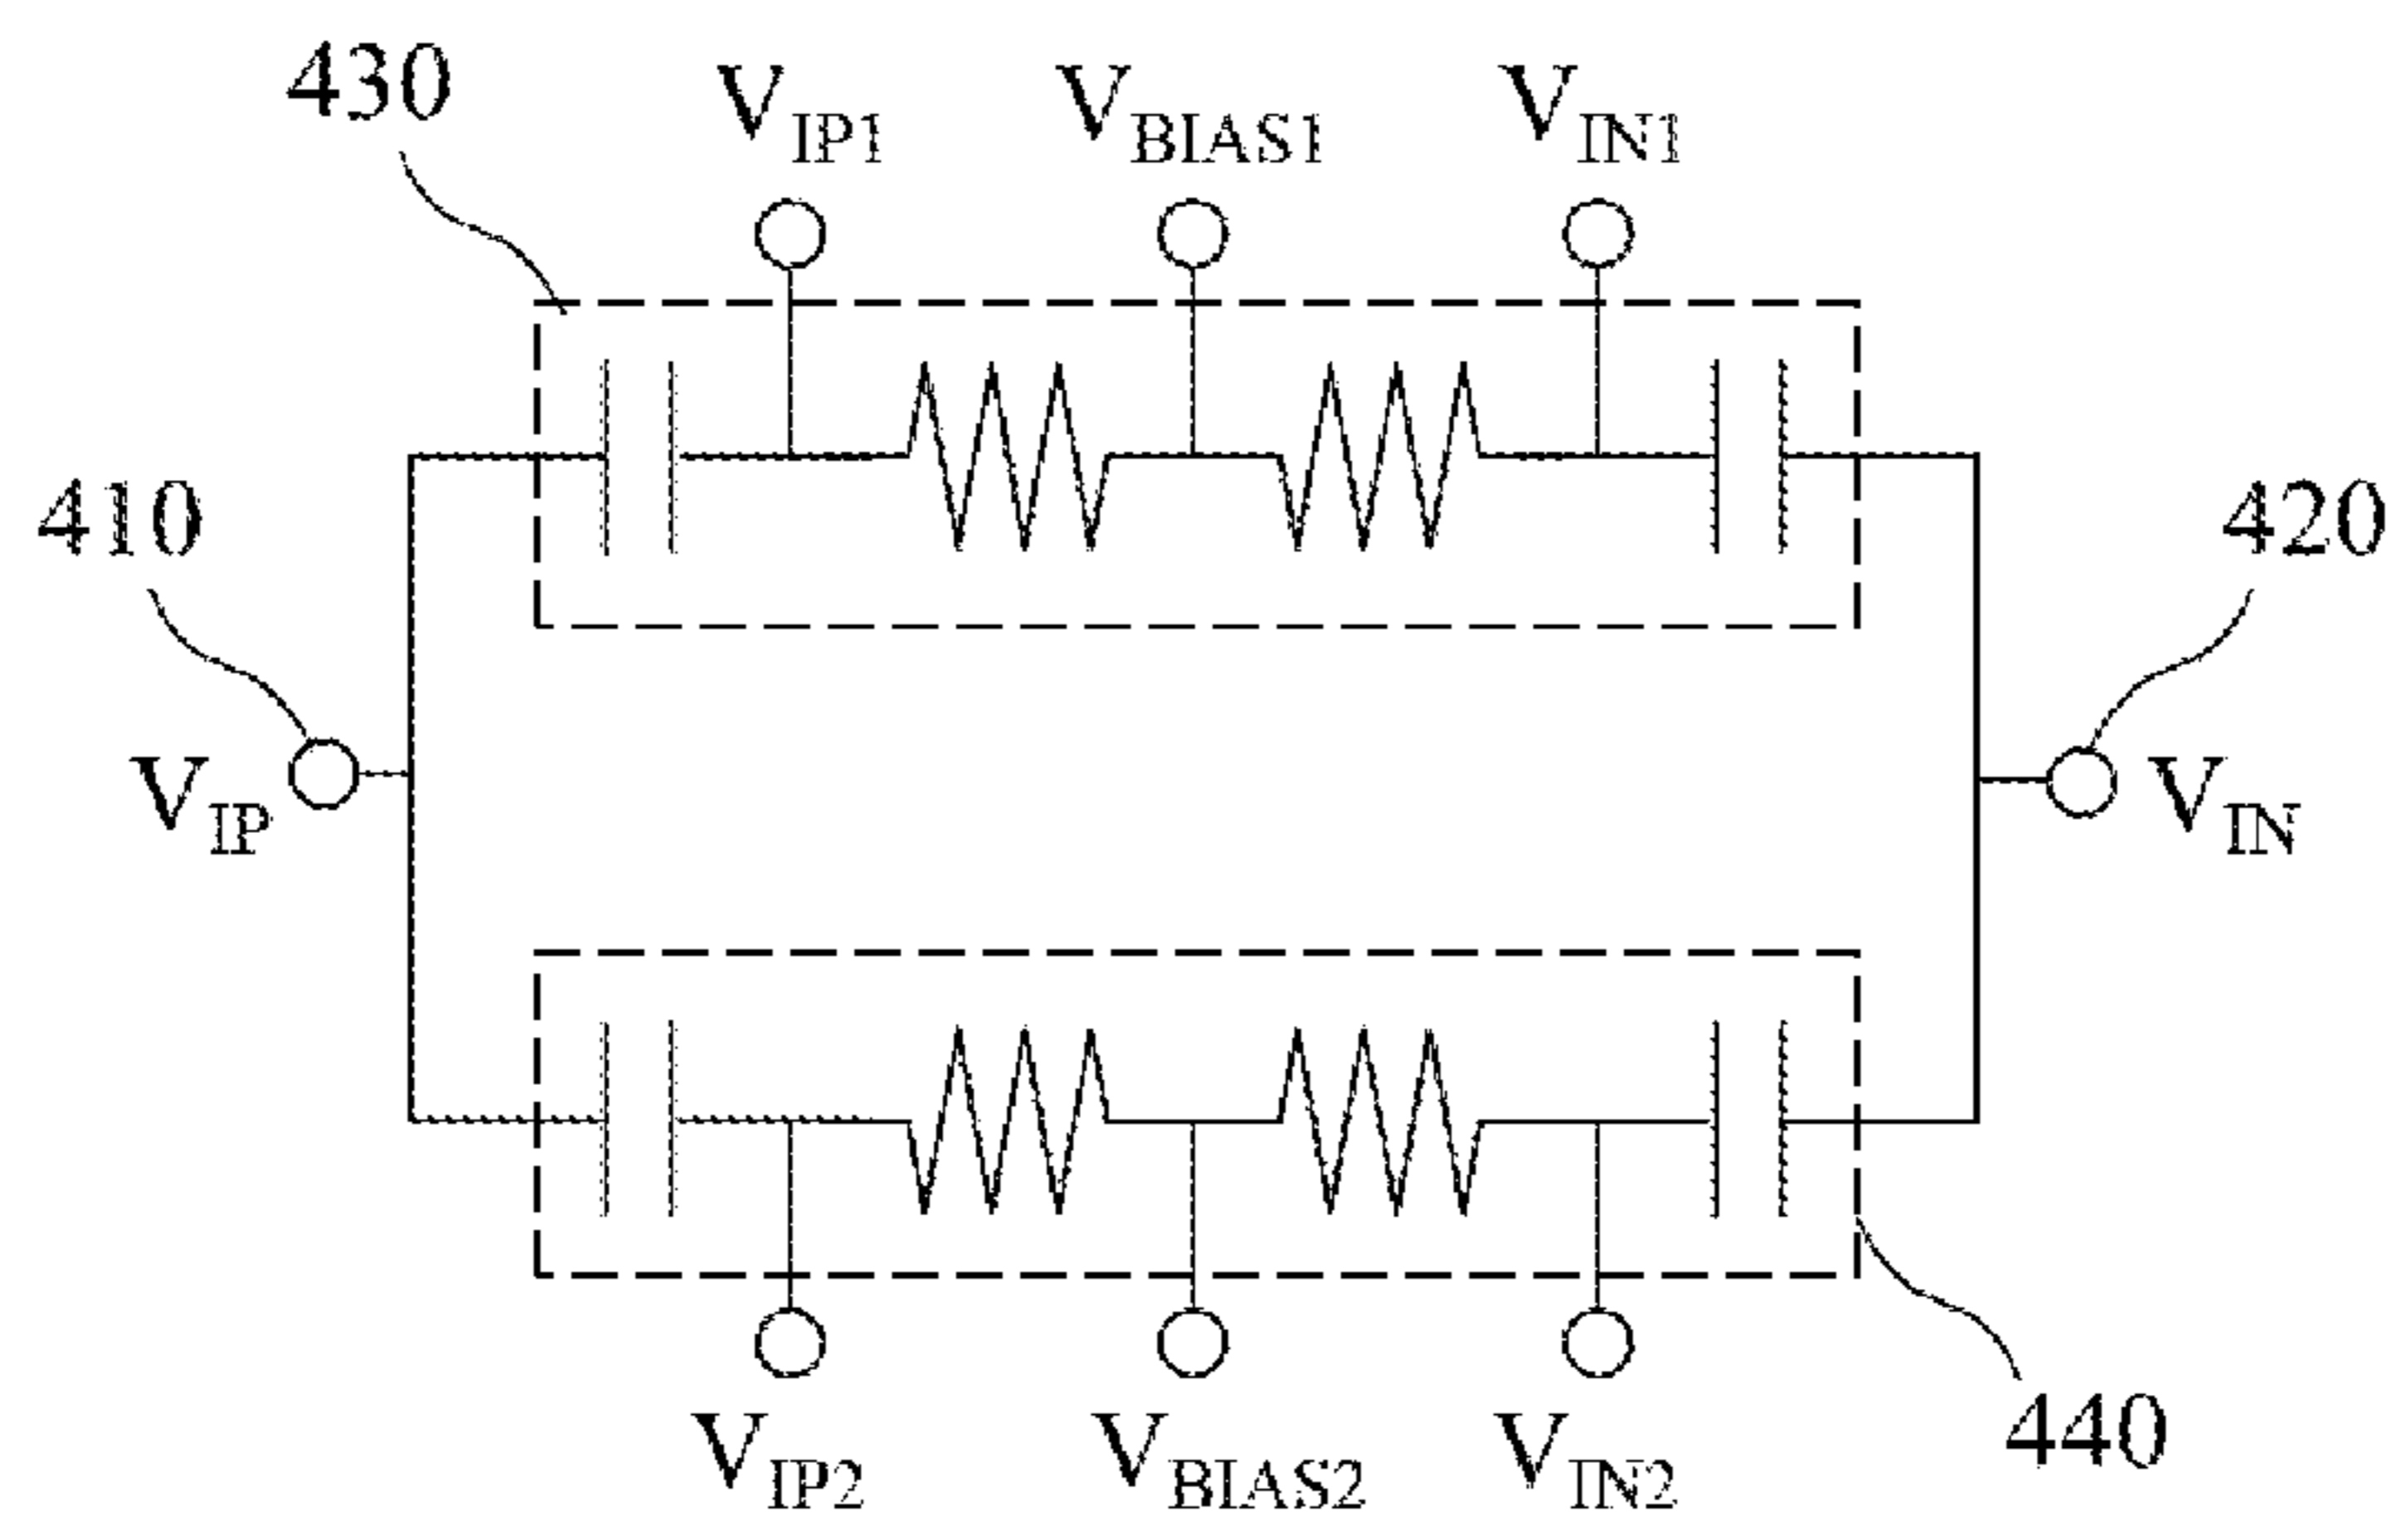 430
V_IP1 V_BIAS1 V_IN1
410 420
V_IP V_IN
440
V_IP2 V_BIAS2 V_IN2